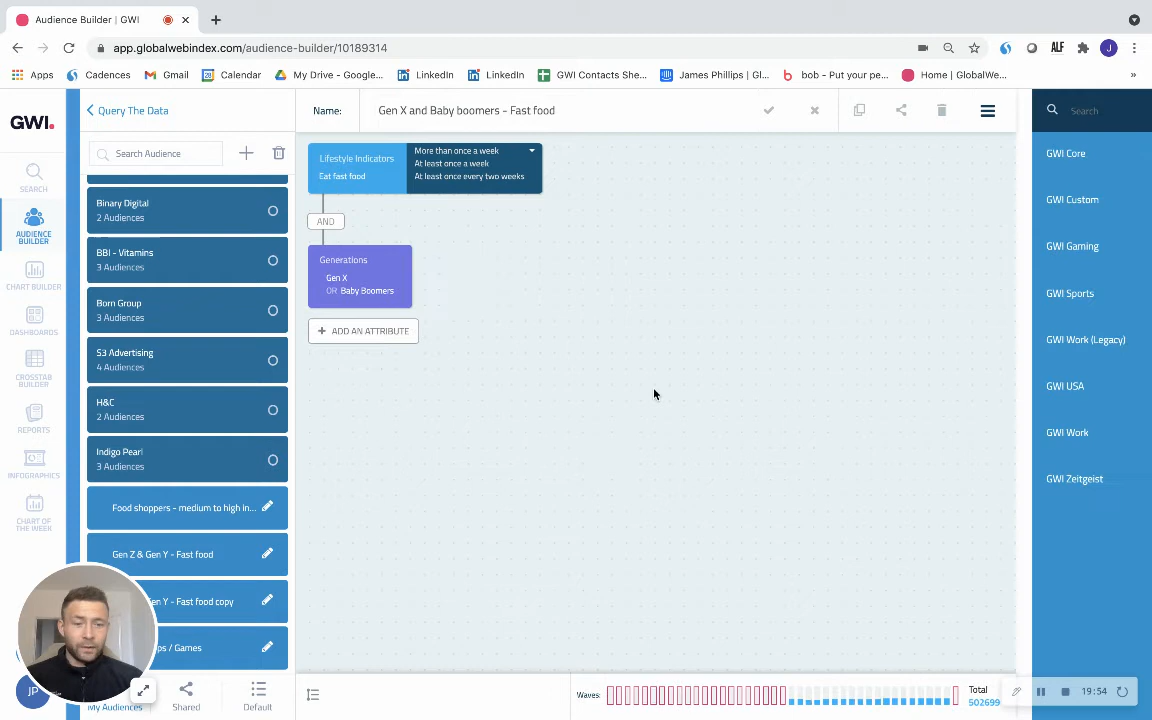 Audience Builder | GWI
app.globalwebindex.com/audience-builder/10189314
J
Apps
Cadences
Gmail
Calendar
My Drive - Google...
LinkedIn
LinkedIn
GWI Contacts She...
James Phillips | Gl...
bob - Put your pe...
Home | GlobalWe...
»
ALF
GWI.
SEARCH
AUDIENCE
BUILDER
CHART BUILDER
DASHBOARDS
CROSSTAB
BUILDER
REPORTS
INFOGRAPHICS
CHART OF
THE WEEK
JP
Query The Data
Search Audience
Binary Digital
2 Audiences
BBI - Vitamins
3 Audiences
Born Group
3 Audiences
S3 Advertising
4 Audiences
H&C
2 Audiences
Indigo Pearl
3 Audiences
Food shoppers - medium to high in...
Gen Z & Gen Y - Fast food
en Y - Fast food copy
ps / Games
My Audiences
Shared
Default
Name:
Gen X and Baby boomers - Fast food
Lifestyle Indicators
Eat fast food
More than once a week
At least once a week
At least once every two weeks
AND
Generations
Gen X
OR Baby Boomers
+ ADD AN ATTRIBUTE
Waves:
Total
502699
Search
GWI Core
GWI Custom
GWI Gaming
GWI Sports
GWI Work (Legacy)
GWI USA
GWI Work
GWI Zeitgeist
19:54